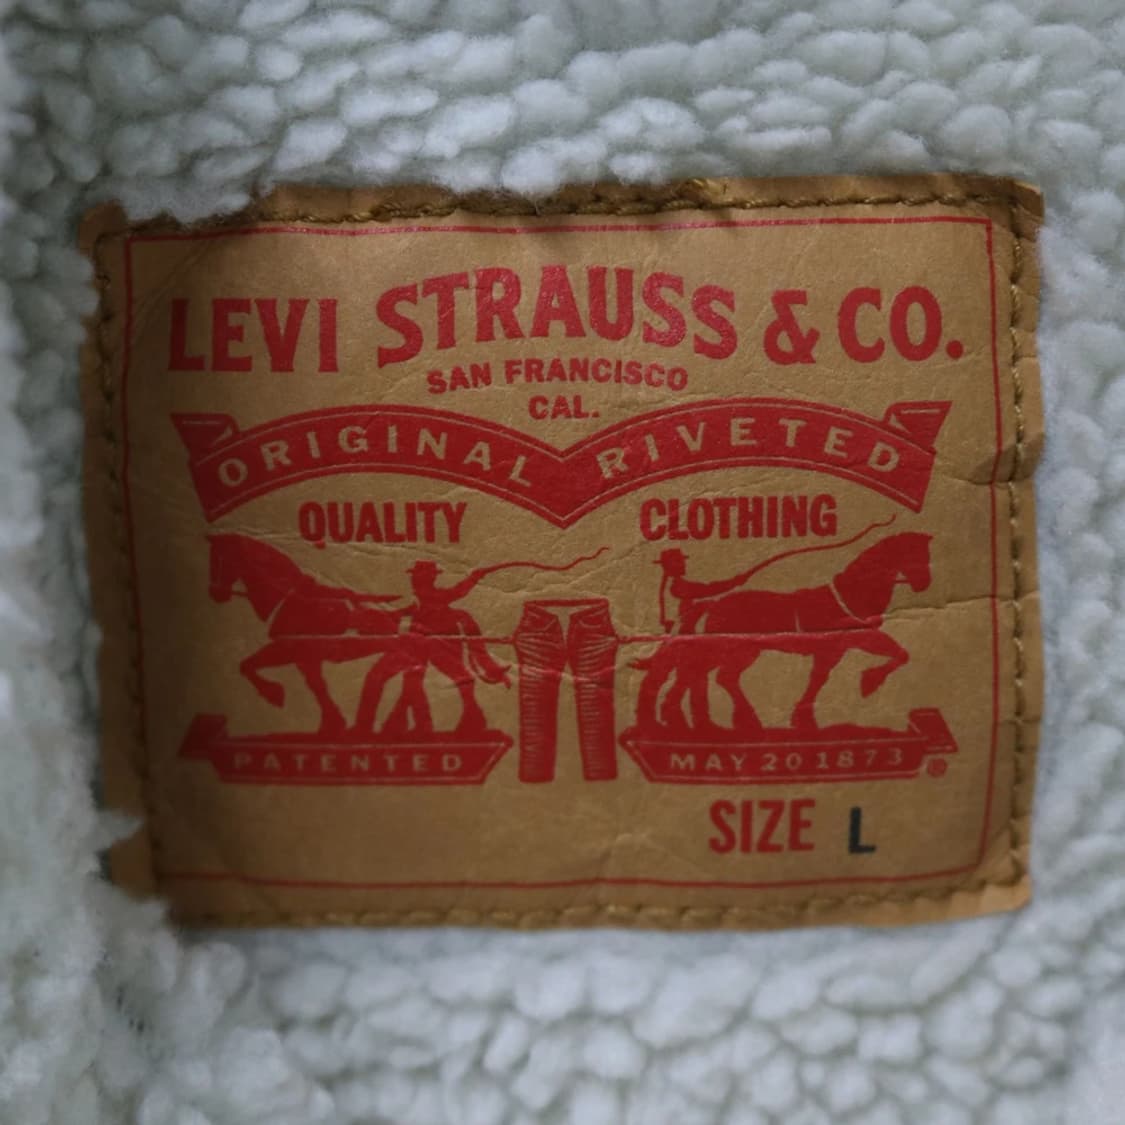 LEVI STRAUSS & CO.
SAN FRANCISCO
CAL.
ORIGINAL RIVETED
QUALITY CLOTHING
PATENTED MAY 20 1873 ®
SIZE L